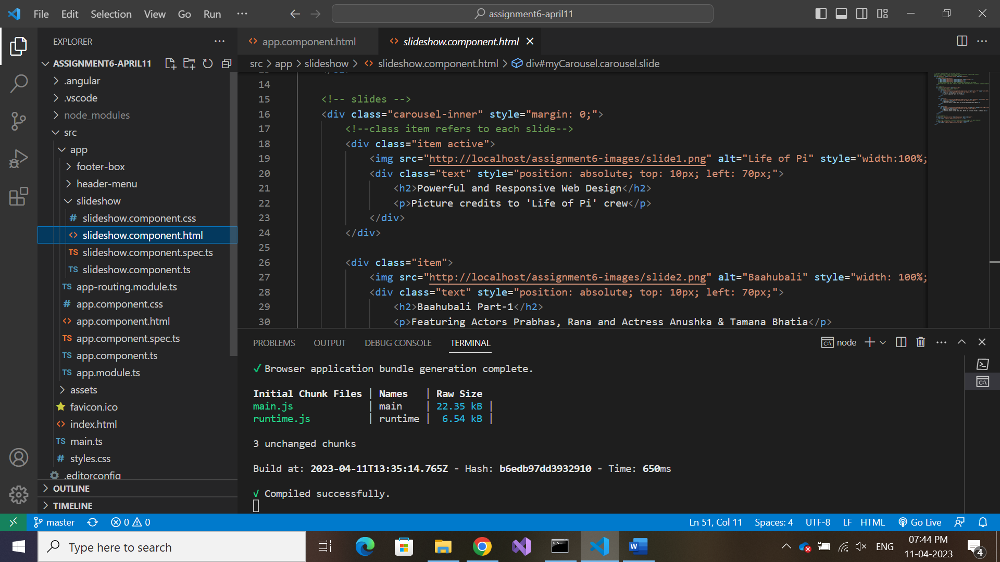 File Edit Selection View Go Run ···
assignment6-april11
EXPLORER
app.component.html
slideshow.component.html
ASSIGNMENT6-APRIL11
src > app > slideshow > slideshow.component.html > div#myCarousel.carousel.slide
.angular
.vscode
node_modules
src
app
footer-box
header-menu
slideshow
# slideshow.component.css
<> slideshow.component.html
TS slideshow.component.spec.ts
TS slideshow.component.ts
TS app-routing.module.ts
# app.component.css
<> app.component.html
TS app.component.spec.ts
TS app.component.ts
TS app.module.ts
assets
favicon.ico
<> index.html
TS main.ts
# styles.css
.editorconfig
OUTLINE
TIMELINE
14
15 <!-- slides -->
16 <div class="carousel-inner" style="margin: 0;">
17 <!--class item refers to each slide-->
18 <div class="item active">
19 <img src="http://localhost/assignment6-images/slide1.png" alt="Life of Pi" style="width:100%;
20 <div class="text" style="position: absolute; top: 10px; left: 70px;">
21 <h2>Powerful and Responsive Web Design</h2>
22 <p>Picture credits to 'Life of Pi' crew</p>
23 </div>
24 </div>
25
26 <div class="item">
27 <img src="http://localhost/assignment6-images/slide2.png" alt="Baahubali" style="width: 100%;
28 <div class="text" style="position: absolute; top: 10px; left: 70px;">
29 <h2>Baahubali Part-1</h2>
30 <p>Featuring Actors Prabhas, Rana and Actress Anushka & Tamana Bhatia</p>
PROBLEMS OUTPUT DEBUG CONSOLE TERMINAL
node
✓ Browser application bundle generation complete.
Initial Chunk Files | Names | Raw Size
main.js | main | 22.35 kB |
runtime.js | runtime | 6.54 kB |
3 unchanged chunks
Build at: 2023-04-11T13:35:14.765Z - Hash: b6edb97dd3932910 - Time: 650ms
√ Compiled successfully.
master 0 0
Ln 51, Col 11 Spaces: 4 UTF-8 LF HTML Go Live
Type here to search
ENG
07:44 PM
11-04-2023
4